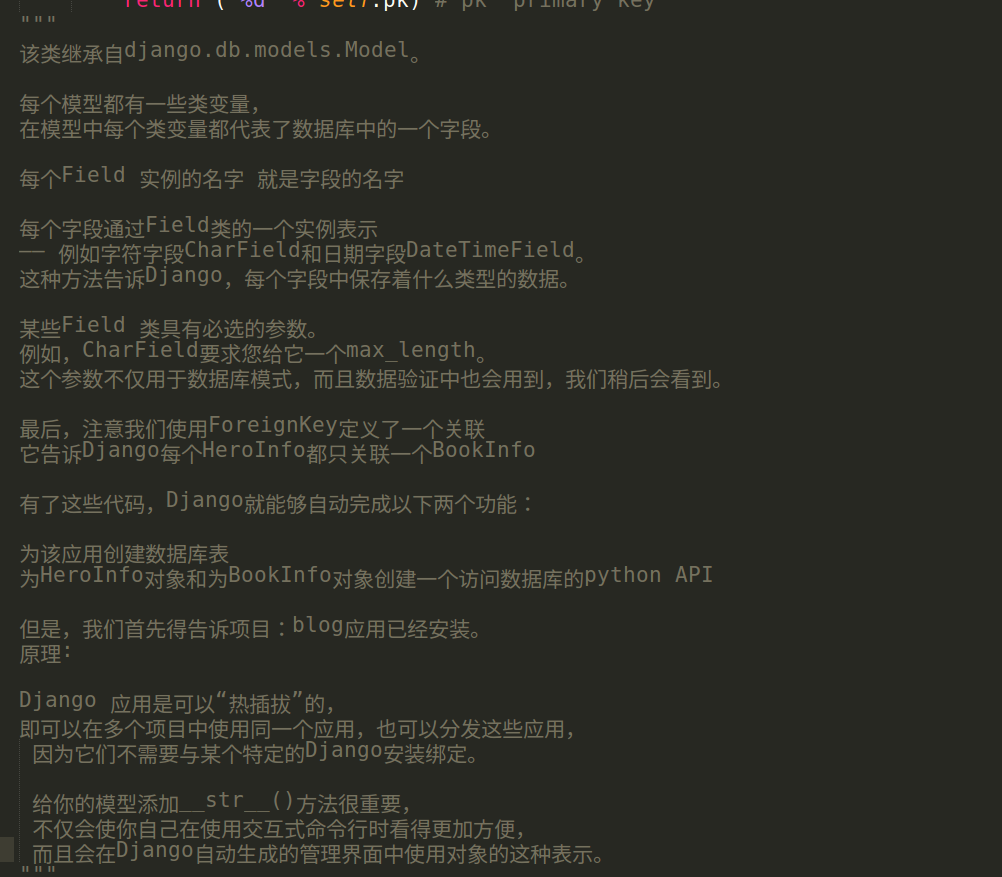 return ("%d" % self.pk) # pk  primary key
"""
该类继承自django.db.models.Model。
每个模型都有一些类变量,
在模型中每个类变量都代表了数据库中的一个字段。
每个Field 实例的名字 就是字段的名字
每个字段通过Field类的一个实例表示
—— 例如字符字段CharField和日期字段DateTimeField。
这种方法告诉Django，每个字段中保存着什么类型的数据。
某些Field 类具有必选的参数。
例如，CharField要求您给它一个max_length。
这个参数不仅用于数据库模式，而且数据验证中也会用到，我们稍后会看到。
最后，注意我们使用ForeignKey定义了一个关联
它告诉Django每个HeroInfo都只关联一个BookInfo
有了这些代码，Django就能够自动完成以下两个功能：
为该应用创建数据库表
为HeroInfo对象和为BookInfo对象创建一个访问数据库的python API
但是，我们首先得告诉项目：blog应用已经安装。
原理:
Django 应用是可以“热插拔”的，
即可以在多个项目中使用同一个应用，也可以分发这些应用，
因为它们不需要与某个特定的Django安装绑定。
给你的模型添加__str__()方法很重要，
不仅会使你自己在使用交互式命令行时看得更加方便，
而且会在Django自动生成的管理界面中使用对象的这种表示。
"""